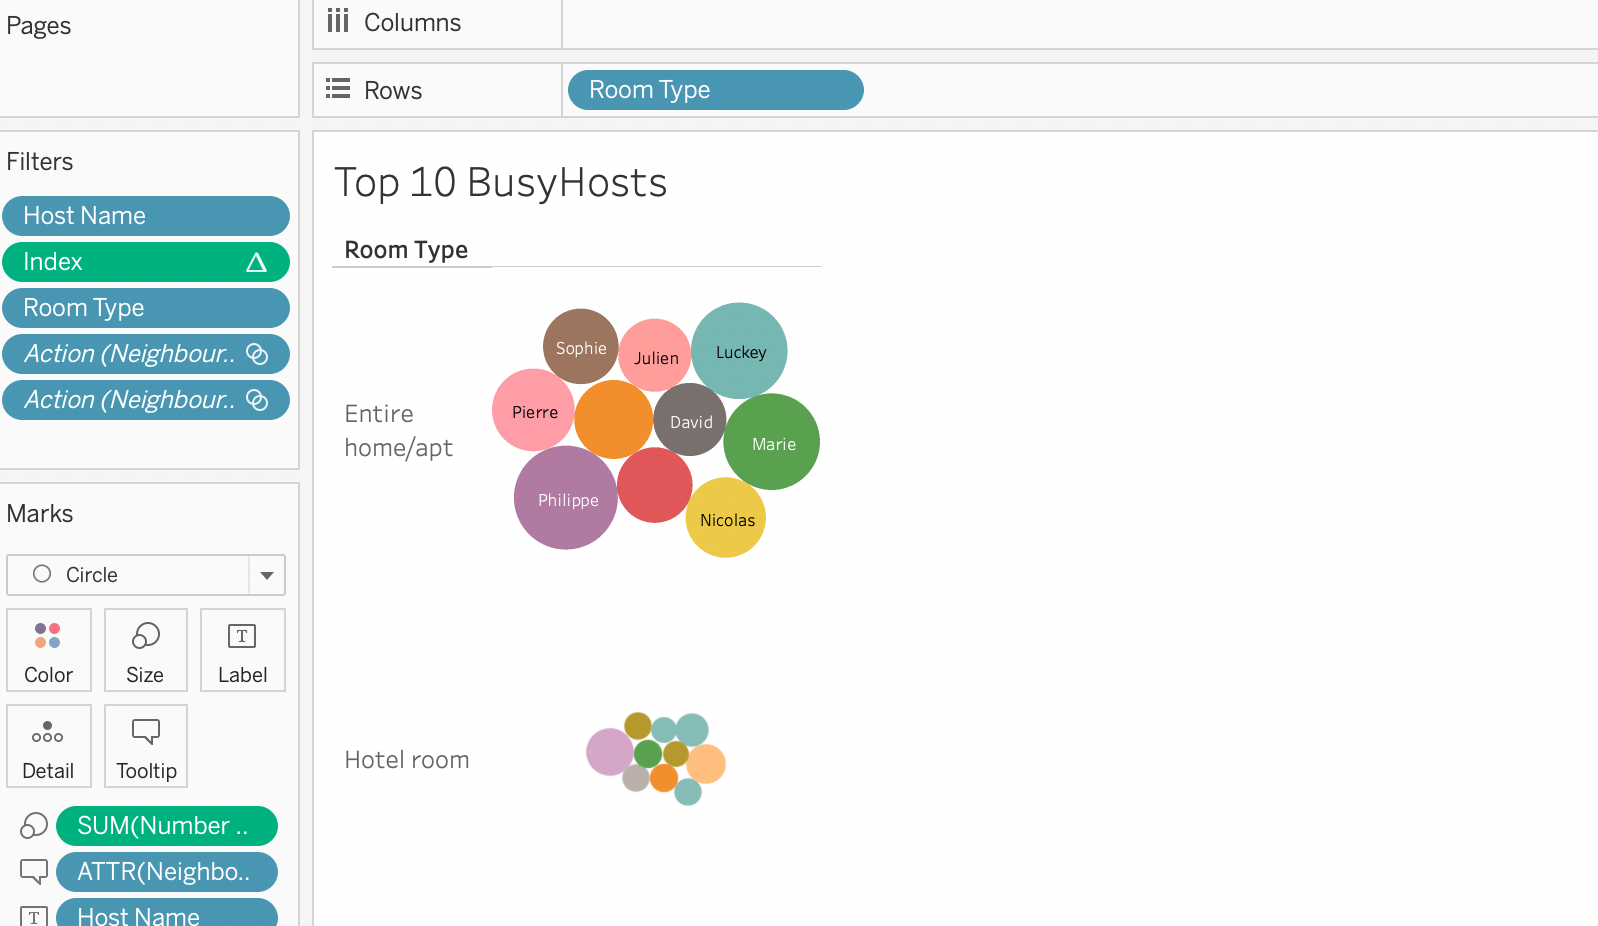 Pages
Columns
Rows
Room Type
Filters
Host Name
Index
Room Type
Action (Neighbour..
Action (Neighbour..
Marks
Circle
Color
Size
T
Label
Detail
Tooltip
SUM(Number ..
ATTR(Neighbo..
T
Host Name
Top 10 BusyHosts
Room Type
Entire
home/apt
Sophie
Julien
Luckey
Pierre
David
Marie
Philippe
Nicolas
Hotel room